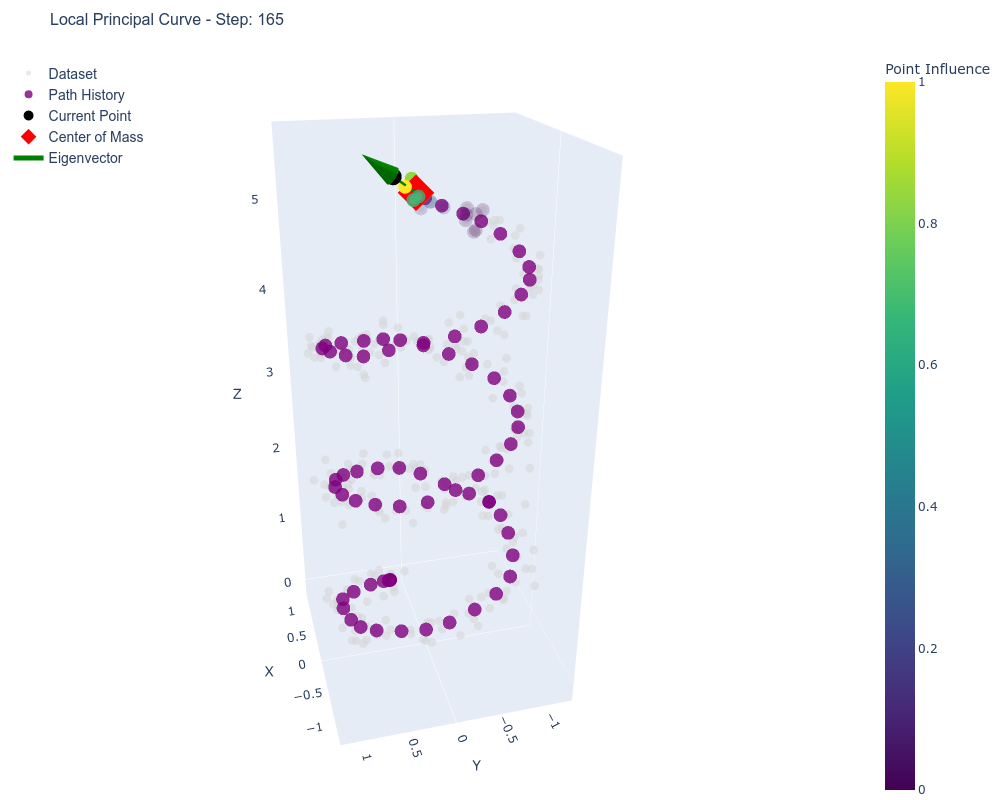 Local Principal Curve - Step: 165
Dataset
Path History
Current Point
Center of Mass
Eigenvector
Point Influence
1
0.8
0.6
0.4
0.2
0
5
4
3
2
1
0
Z
1
0.5
0
−0.5
−1
X
1
0.5
0
−0.5
−1
Y